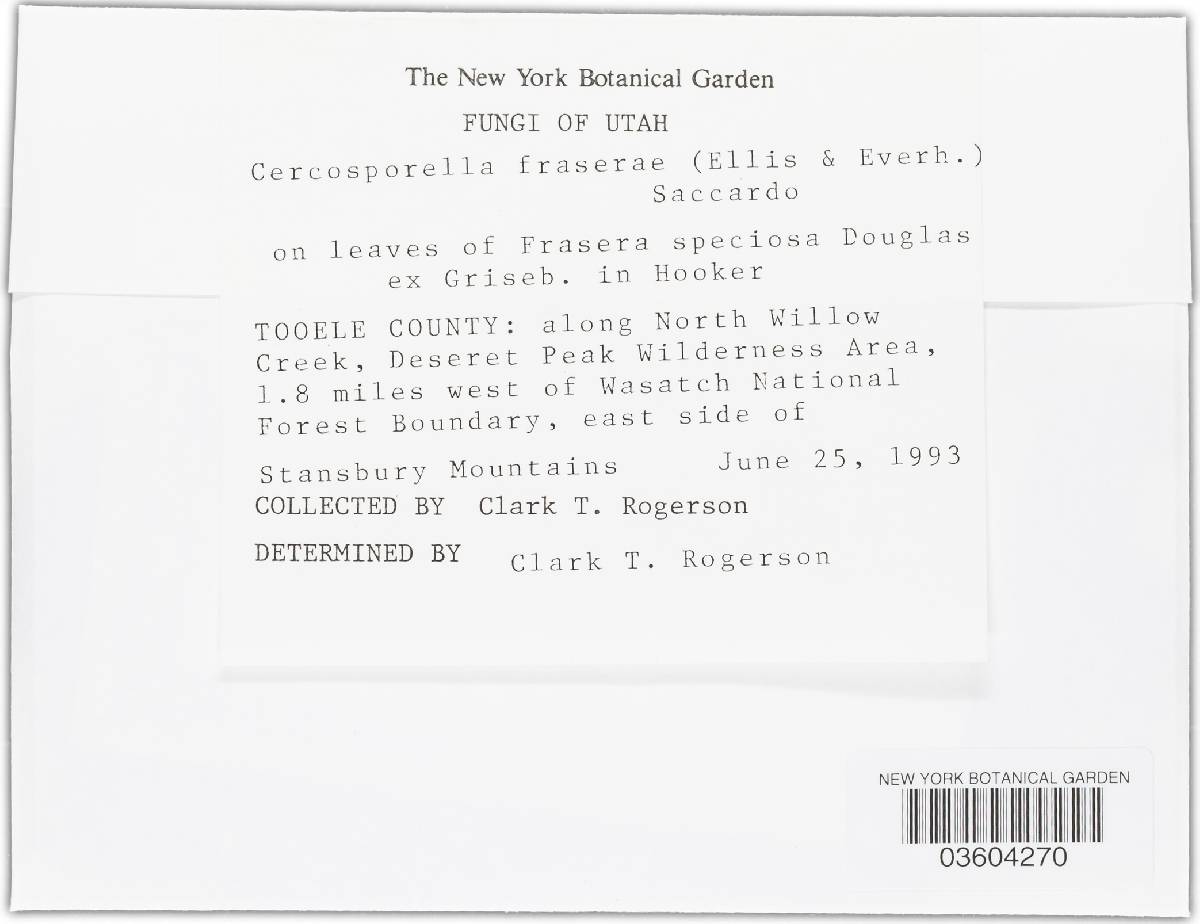 The New York Botanical Garden
FUNGI OF UTAH
Cercosporella fraserae (Ellis & Everh.)
Saccardo
on leaves of Frasera speciosa Douglas
ex Griseb. in Hooker
TOOELE COUNTY: along North Willow
Creek, Deseret Peak Wilderness Area,
1.8 miles west of Wasatch National
Forest Boundary, east side of
Stansbury Mountains June 25, 1993
COLLECTED BY Clark T. Rogerson
DETERMINED BY Clark T. Rogerson
NEW YORK BOTANICAL GARDEN
03604270